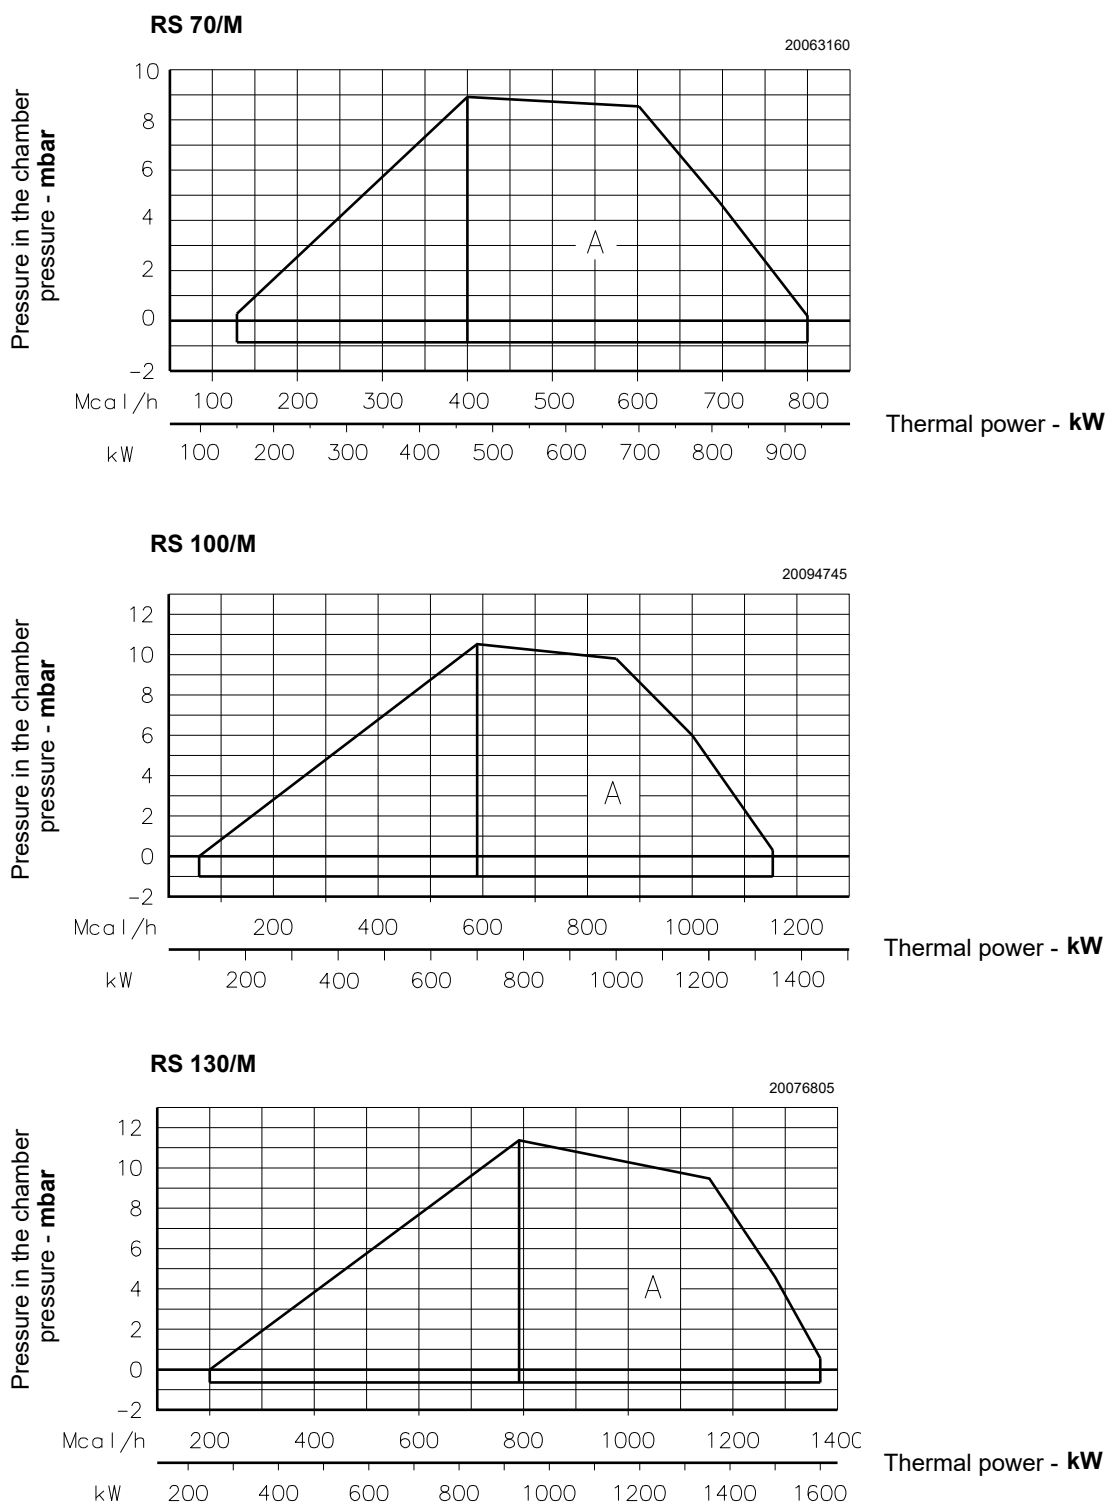 RS 70/M
20063160
Pressure in the chamber
pressure - mbar
10
8
6
4
2
0
-2
A
Mcal/h 100 200 300 400 500 600 700 800
Thermal power - kW
kW 100 200 300 400 500 600 700 800 900
RS 100/M
20094745
Pressure in the chamber
pressure - mbar
12
10
8
6
4
2
0
-2
A
Mcal/h 200 400 600 800 1000 1200
Thermal power - kW
kW 200 400 600 800 1000 1200 1400
RS 130/M
20076805
Pressure in the chamber
pressure - mbar
12
10
8
6
4
2
0
-2
A
Mcal/h 200 400 600 800 1000 1200 1400
Thermal power - kW
kW 200 400 600 800 1000 1200 1400 1600